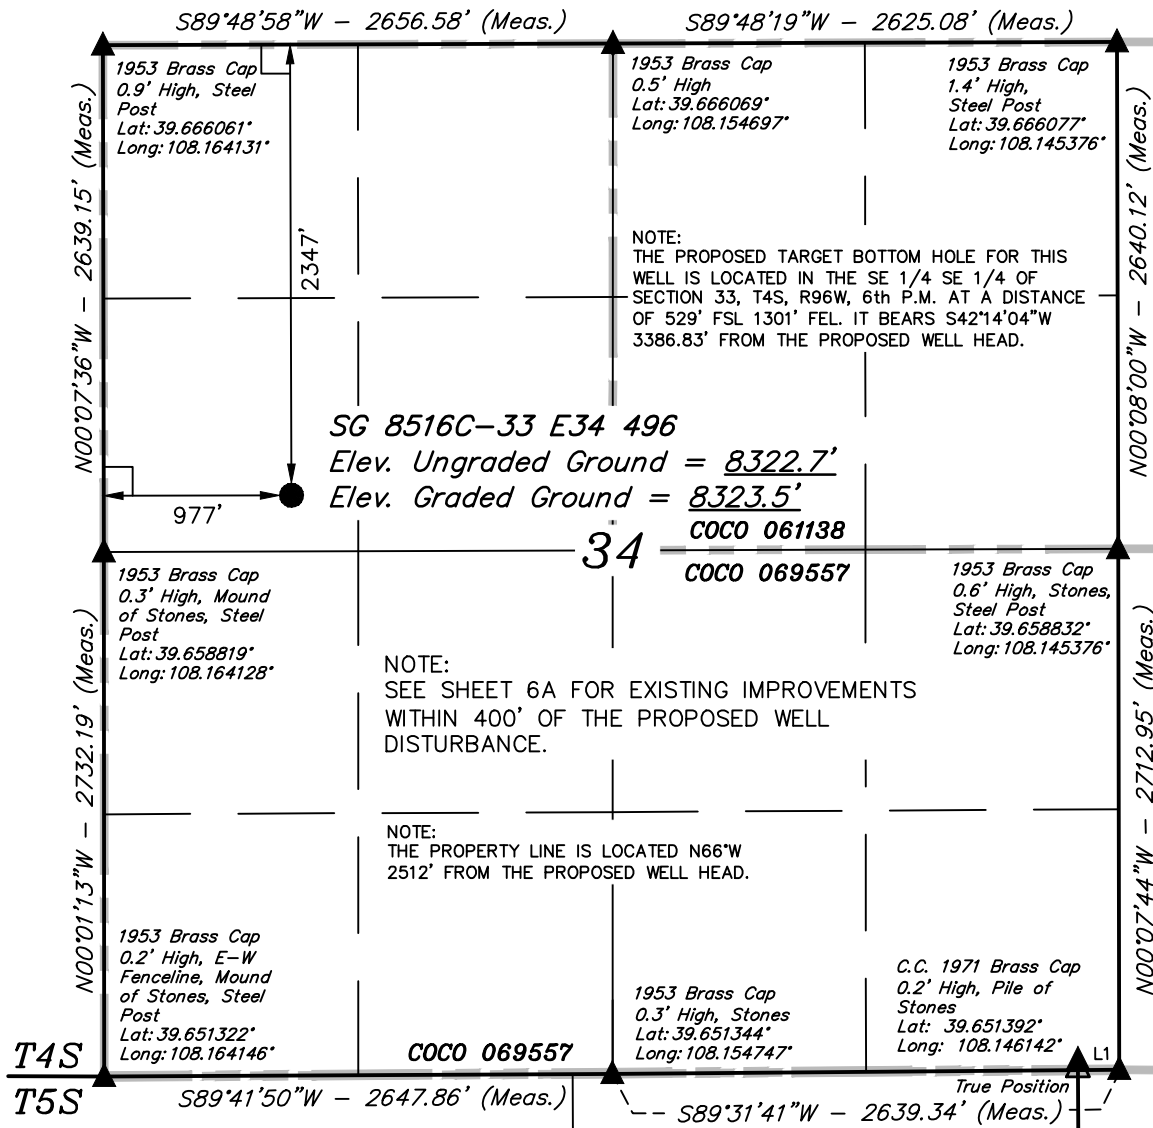 S89°48'58"W - 2656.58' (Meas.)
S89°48'19"W - 2625.08' (Meas.)
1953 Brass Cap
0.9' High, Steel
Post
Lat: 39.666061°
Long: 108.164131°
1953 Brass Cap
0.5' High
Lat: 39.666069°
Long: 108.154697°
1953 Brass Cap
1.4' High,
Steel Post
Lat: 39.666077°
Long: 108.145376°
N00°07'36"W - 2639.15' (Meas.)
2347'
N00°08'00"W - 2640.12' (Meas.)
NOTE:
THE PROPOSED TARGET BOTTOM HOLE FOR THIS
WELL IS LOCATED IN THE SE 1/4 SE 1/4 OF
SECTION 33, T4S, R96W, 6th P.M. AT A DISTANCE
OF 529' FSL 1301' FEL. IT BEARS S42°14'04"W
3386.83' FROM THE PROPOSED WELL HEAD.
SG 8516C-33 E34 496
Elev. Ungraded Ground = 8322.7'
Elev. Graded Ground = 8323.5'
977'
COCO 061138
34
COCO 069557
1953 Brass Cap
0.3' High, Mound
of Stones, Steel
Post
Lat: 39.658819°
Long: 108.164128°
1953 Brass Cap
0.6' High, Stones,
Steel Post
Lat: 39.658832°
Long: 108.145376°
N00°01'13"W - 2732.19' (Meas.)
N00°07'44"W - 2712.95' (Meas.)
NOTE:
SEE SHEET 6A FOR EXISTING IMPROVEMENTS
WITHIN 400' OF THE PROPOSED WELL
DISTURBANCE.
NOTE:
THE PROPERTY LINE IS LOCATED N66°W
2512' FROM THE PROPOSED WELL HEAD.
1953 Brass Cap
0.2' High, E-W
Fenceline, Mound
of Stones, Steel
Post
Lat: 39.651322°
Long: 108.164146°
1953 Brass Cap
0.3' High, Stones
Lat: 39.651344°
Long: 108.154747°
C.C. 1971 Brass Cap
0.2' High, Pile of
Stones
Lat: 39.651392°
Long: 108.146142°
L1
T4S
COCO 069557
True Position
T5S
S89°41'50"W - 2647.86' (Meas.)
S89°31'41"W - 2639.34' (Meas.)